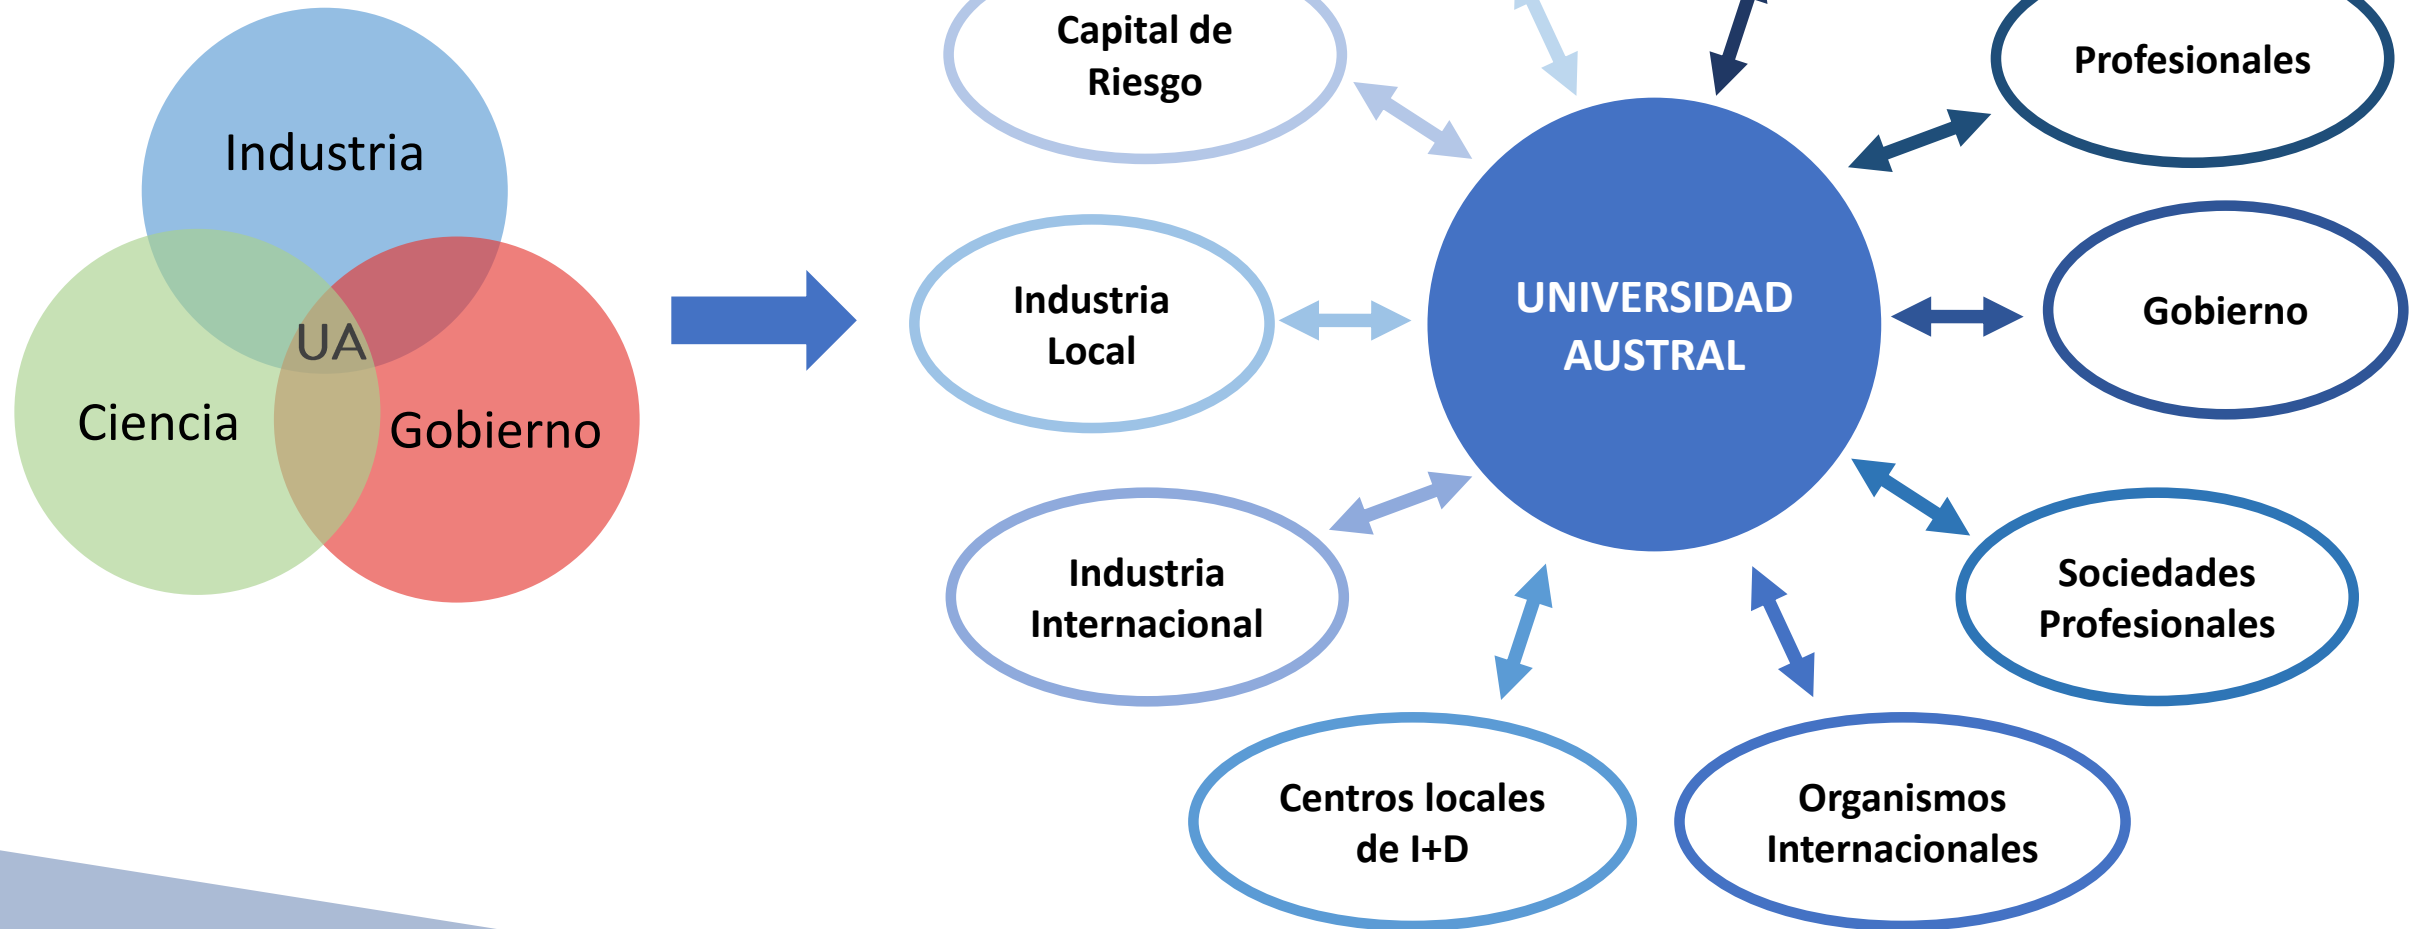 Industria
UA
Ciencia
Gobierno
Capital de
Riesgo
Profesionales
Industria
Local
UNIVERSIDAD
AUSTRAL
Gobierno
Industria
Internacional
Sociedades
Profesionales
Centros locales
de I+D
Organismos
Internacionales